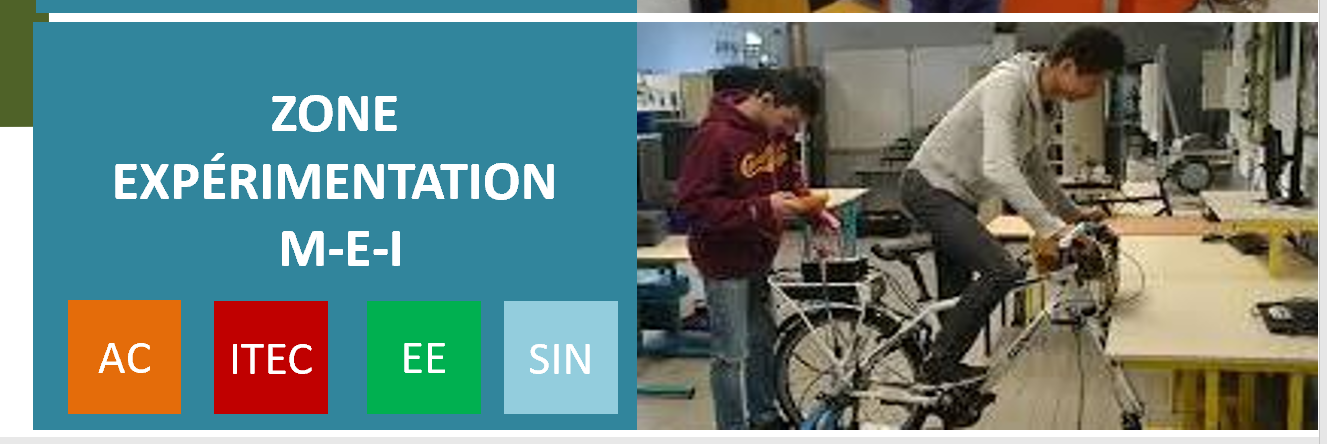 ZONE
EXPÉRIMENTATION
M-E-I
AC ITEC EE SIN